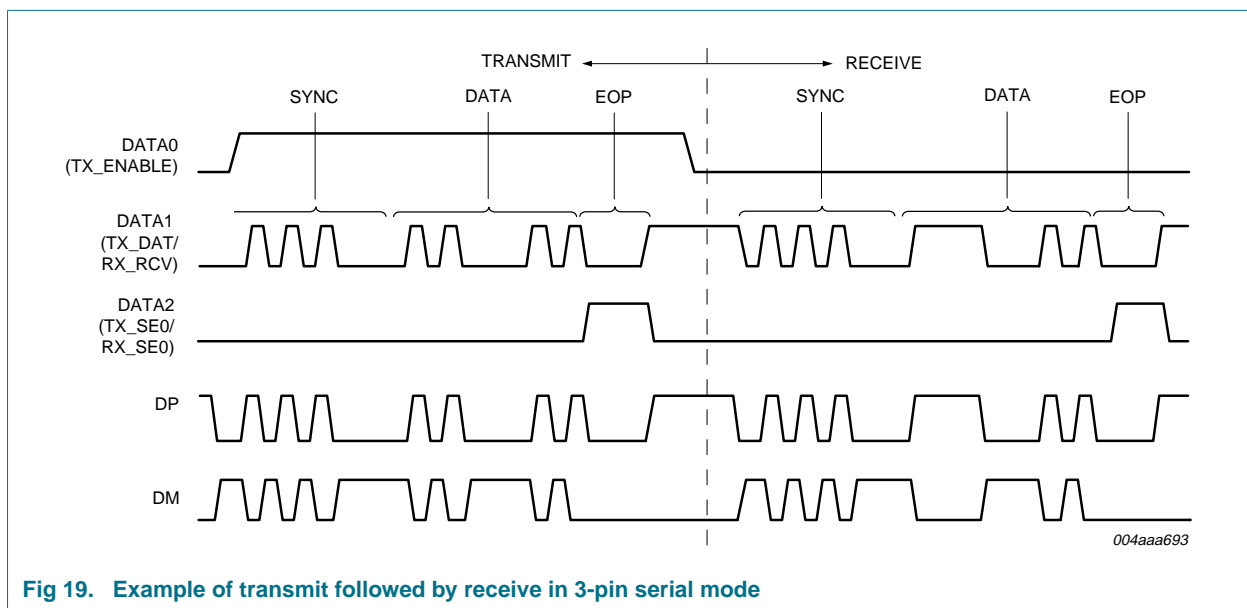 TRANSMIT RECEIVE
SYNC DATA EOP SYNC DATA EOP
DATA0
(TX_ENABLE)
DATA1
(TX_DAT/
RX_RCV)
DATA2
(TX_SE0/
RX_SE0)
DP
DM
004aaa693
Fig 19. Example of transmit followed by receive in 3-pin serial mode